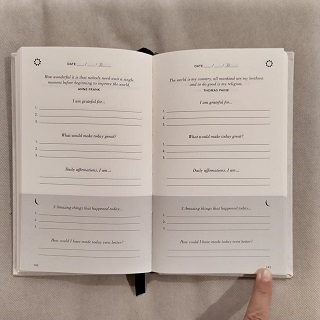 DATE
How wonderful it is that nobody need wait a single
moment before beginning to improve the world.
ANNE FRANK
I am grateful for...
1.
2.
3.
What would make today great?
1.
2.
3.
Daily affirmations. I am...
3 Amazing things that happened today...
1.
2.
3.
How could I have made today even better?
DATE
The world is my country, all mankind are my brethren
and to do good is my religion.
THOMAS PAINE
I am grateful for...
1.
2.
3.
What would make today great?
1.
2.
3.
Daily affirmations. I am...
3 Amazing things that happened today...
1.
2.
3.
How could I have made today even better?